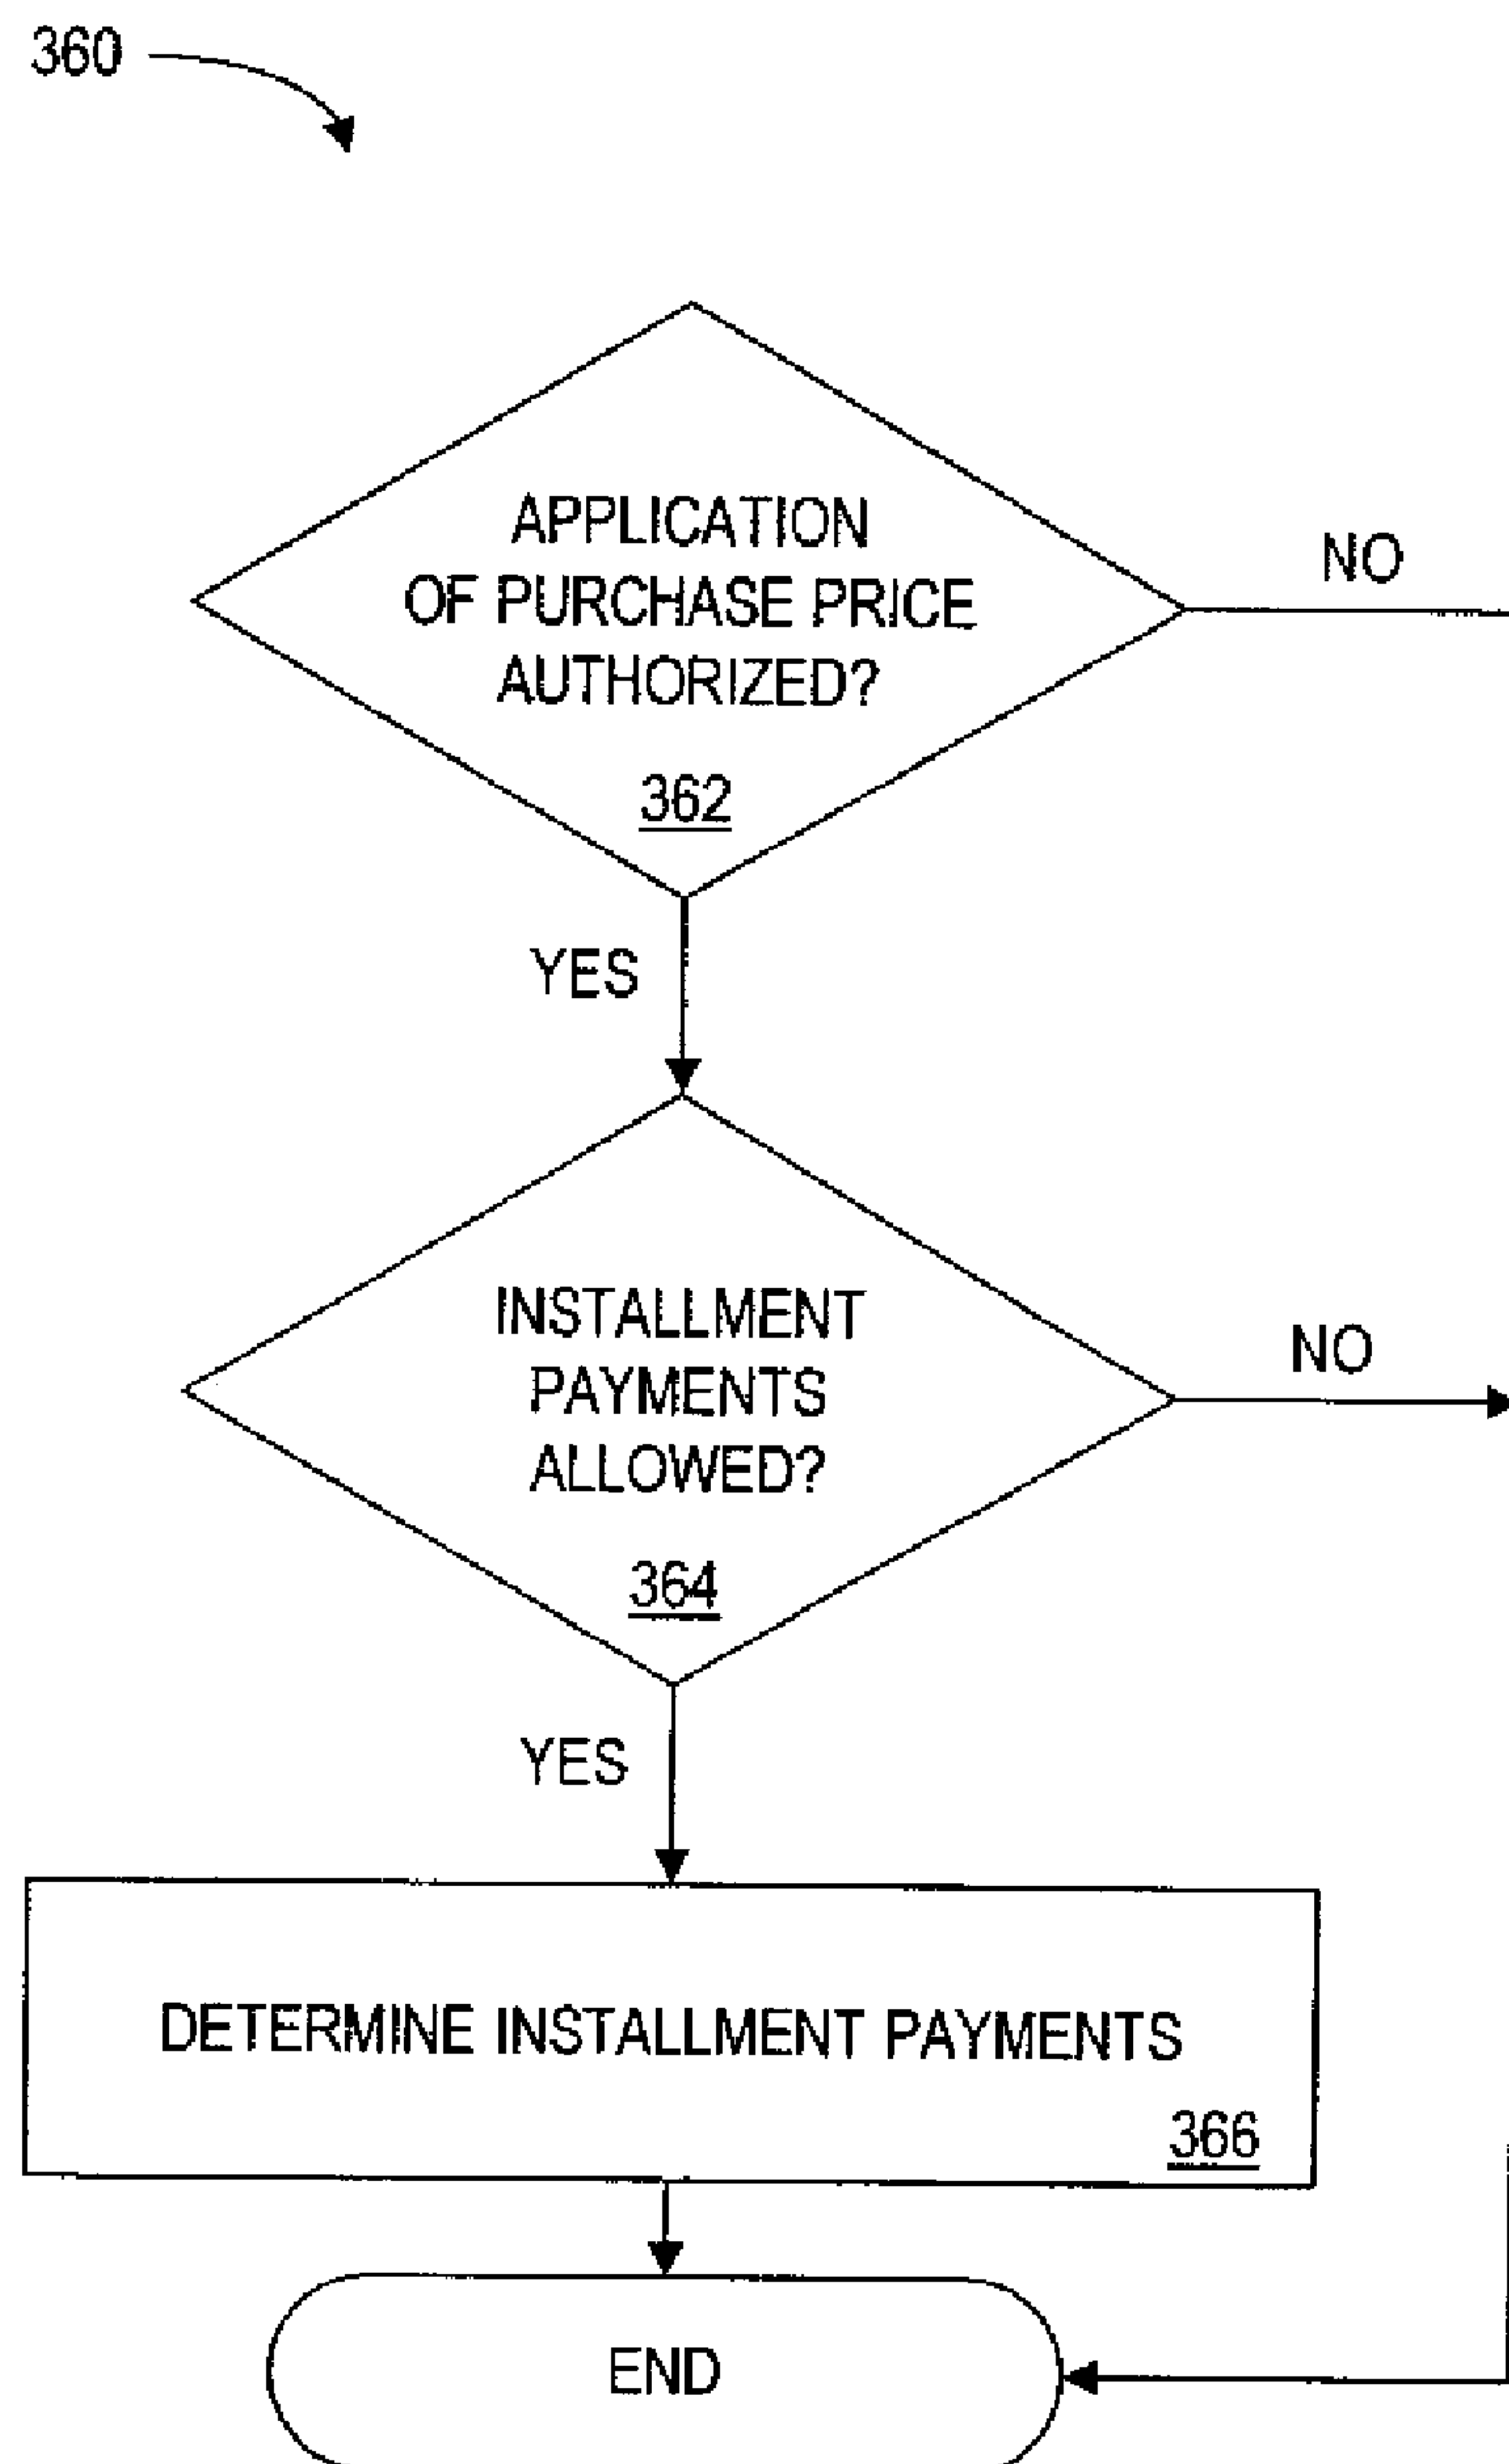 360
APPLICATION
OF PURCHASE PRICE
AUTHORIZED?
362
NO
YES
INSTALLMENT
PAYMENTS
ALLOWED?
364
NO
YES
DETERMINE INSTALLMENT PAYMENTS
366
END